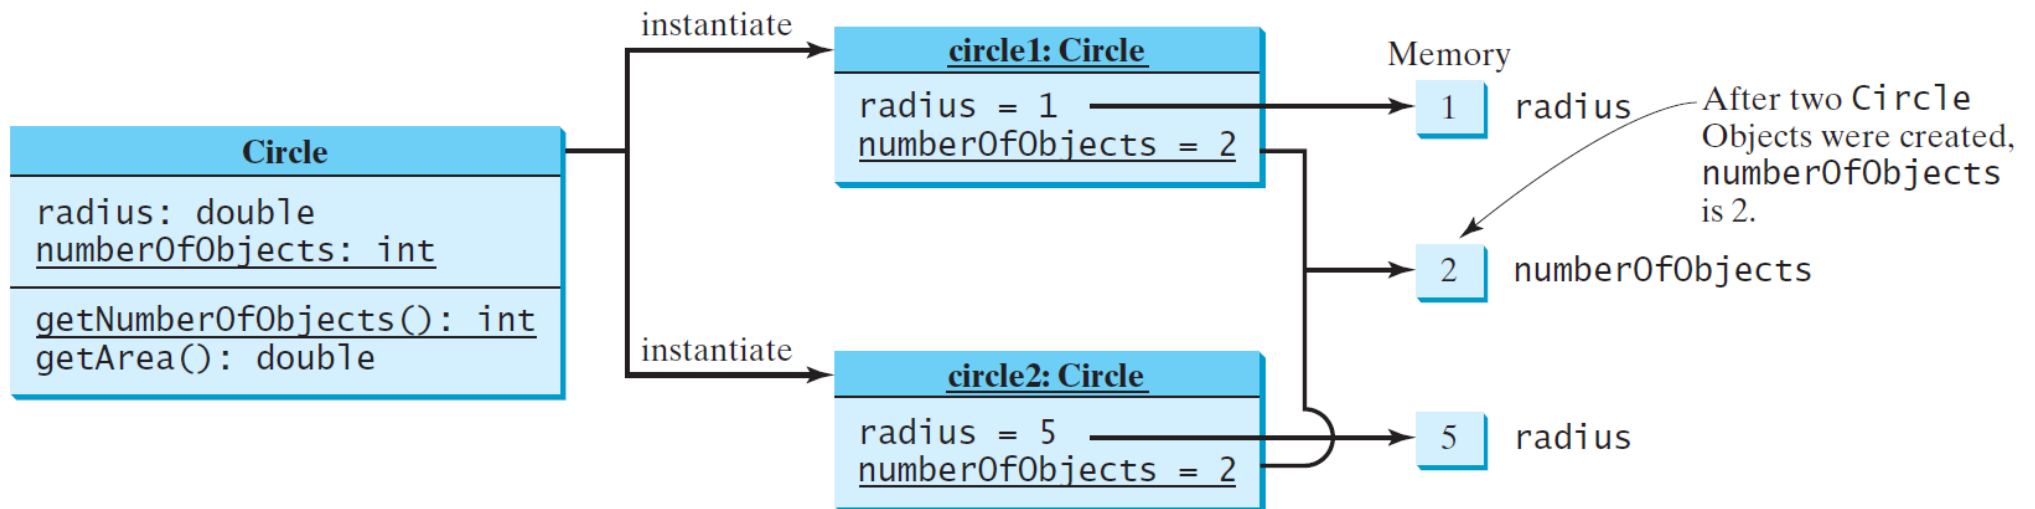 Circle
radius: double
numberOfObjects: int
getNumberOfObjects(): int
getArea(): double
instantiate
circle1: Circle
radius = 1
numberOfObjects = 2
instantiate
circle2: Circle
radius = 5
numberOfObjects = 2
Memory
1 radius
2 numberOfObjects
5 radius
After two Circle
Objects were created,
numberOfObjects
is 2.